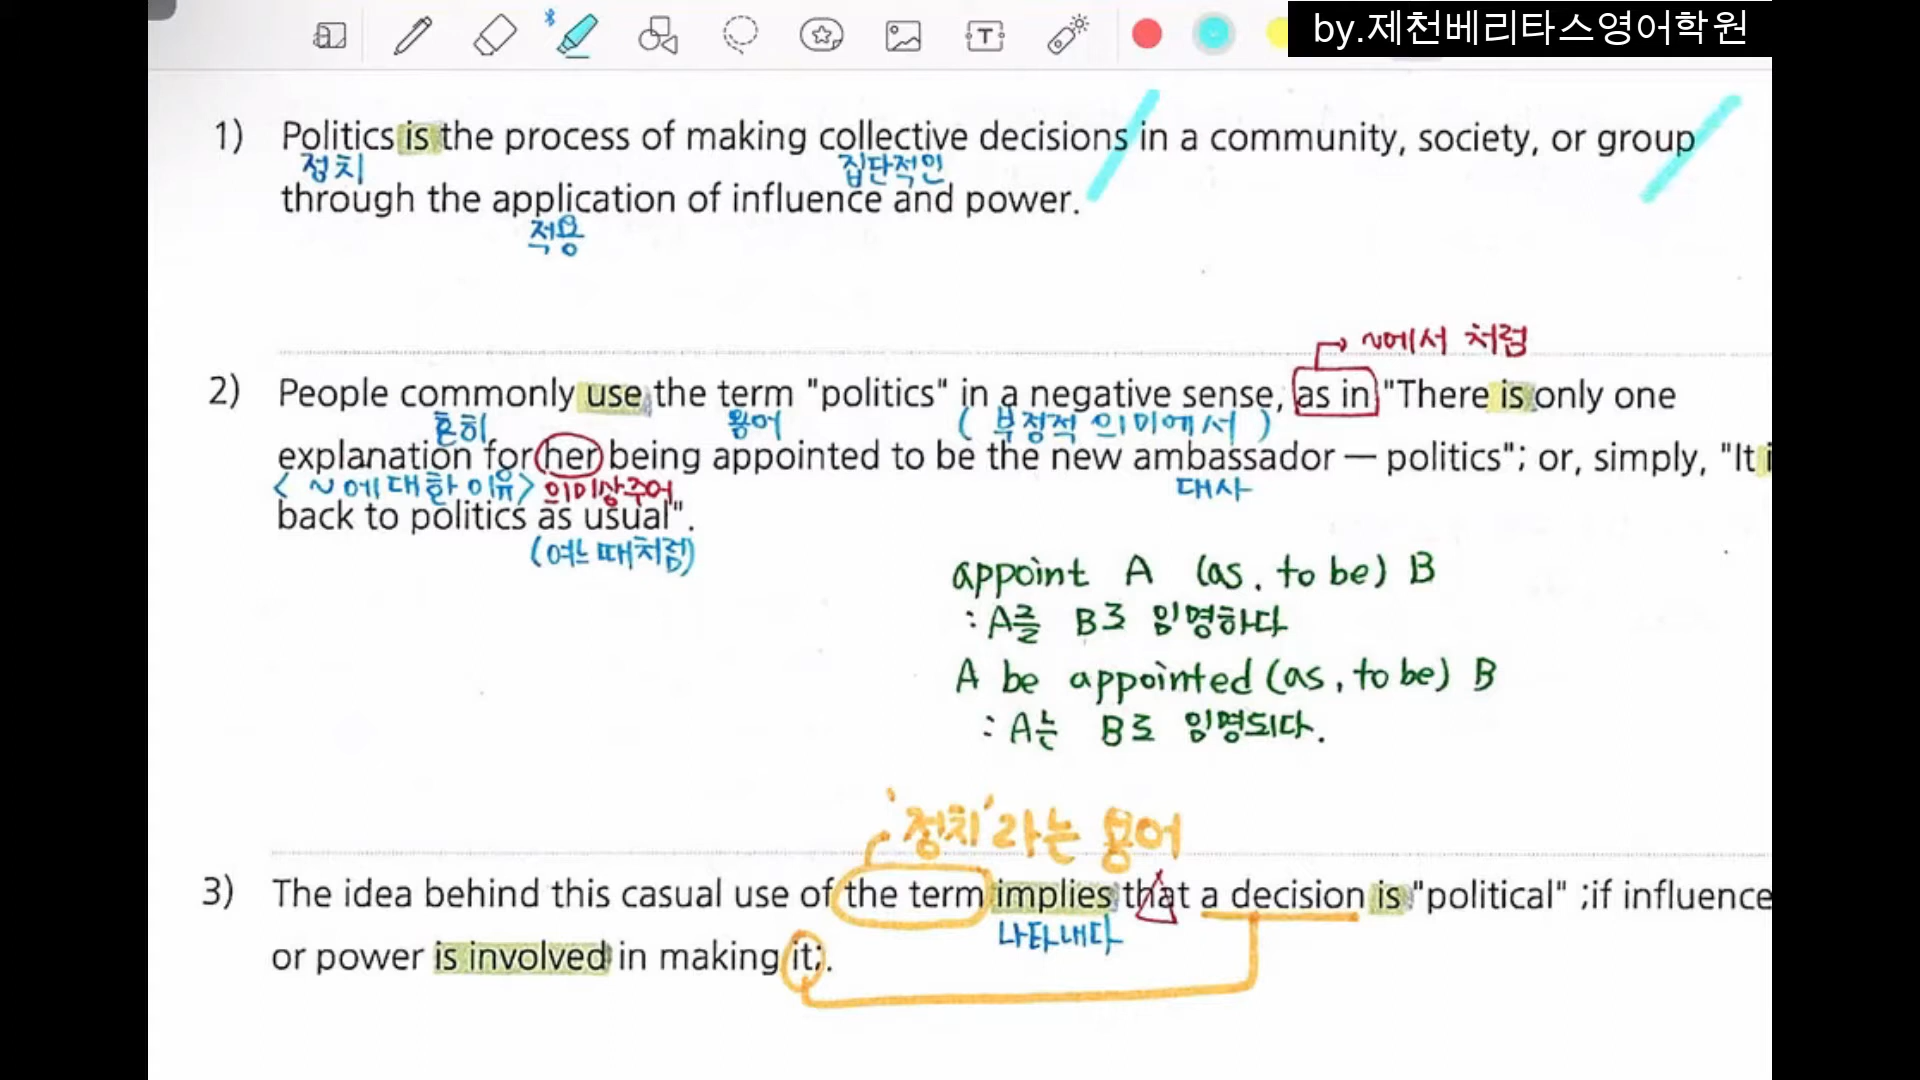 by.제천베리타스영어학원
T
1) Politics is the process of making collective decisions in a community, society, or group
정치 집단적인
through the application of influence and power.
적용
~에서 처럼
2) People commonly use the term "politics" in a negative sense, as in "There is only one
흔히 용어 ( 부정적 의미에서 )
explanation for her being appointed to be the new ambassador — politics"; or, simply, "It i
< ~에 대한 이유> 의미상주어 대사
back to politics as usual".
(여느때처럼)
appoint A (as, to be) B
: A를 B로 임명하다
A be appointed (as, to be) B
: A는 B로 임명되다.
'정치'라는 용어
3) The idea behind this casual use of the term implies that a decision is "political" ;if influence
나타내다
or power is involved in making it;.